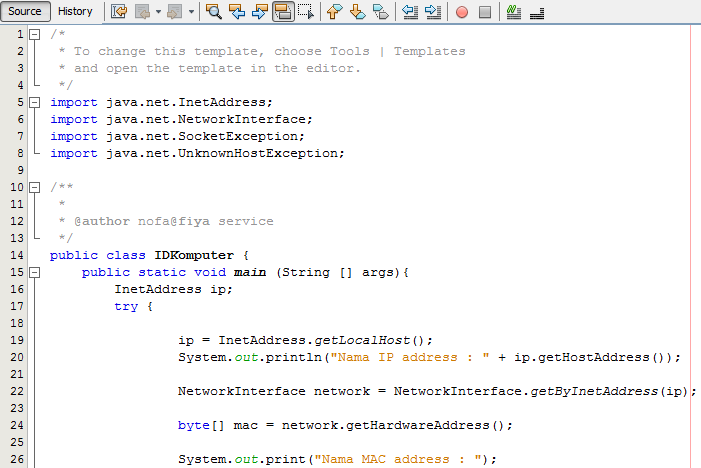 Source History
1 /*
2 * To change this template, choose Tools | Templates
3 * and open the template in the editor.
4 */
5 import java.net.InetAddress;
6 import java.net.NetworkInterface;
7 import java.net.SocketException;
8 import java.net.UnknownHostException;
9
10 /**
11 *
12 * @author nofa@fiya service
13 */
14 public class IDKomputer {
15 public static void main (String [] args){
16 InetAddress ip;
17 try {
18
19 ip = InetAddress.getLocalHost();
20 System.out.println("Nama IP address : " + ip.getHostAddress());
21
22 NetworkInterface network = NetworkInterface.getByInetAddress(ip);
23
24 byte[] mac = network.getHardwareAddress();
25
26 System.out.print("Nama MAC address : ");